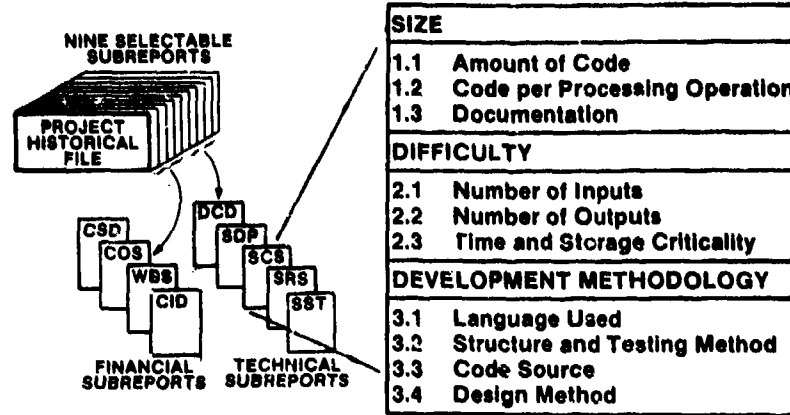 NINE SELECTABLE
SUBREPORTS
PROJECT
HISTORICAL
FILE
CSD
COS
WBS
CID
FINANCIAL
SUBREPORTS
DCD
SDP
SCS
SRS
SST
TECHNICAL
SUBREPORTS
SIZE
1.1 Amount of Code
1.2 Code per Processing Operation
1.3 Documentation
DIFFICULTY
2.1 Number of Inputs
2.2 Number of Outputs
2.3 Time and Storage Criticality
DEVELOPMENT METHODOLOGY
3.1 Language Used
3.2 Structure and Testing Method
3.3 Code Source
3.4 Design Method